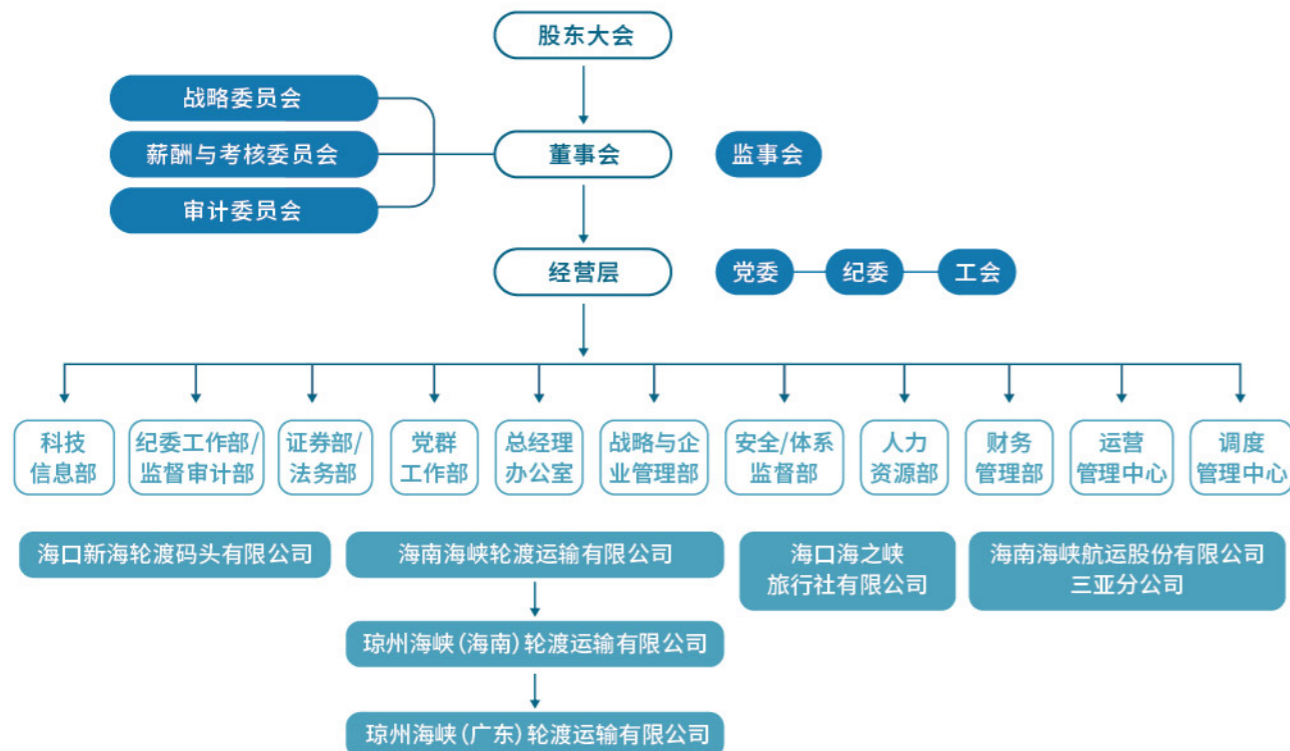 股东大会
战略委员会
薪酬与考核委员会
审计委员会
董事会
监事会
经营层
党委
纪委
工会
科技
信息部
纪委工作部/
监督审计部
证券部/
法务部
党群
工作部
总经理
办公室
战略与企
业管理部
安全/体系
监督部
人力
资源部
财务
管理部
运营
管理中心
调度
管理中心
海口新海轮渡码头有限公司
海南海峡轮渡运输有限公司
琼州海峡(海南)轮渡运输有限公司
琼州海峡(广东)轮渡运输有限公司
海口海之峡
旅行社有限公司
海南海峡航运股份有限公司
三亚分公司